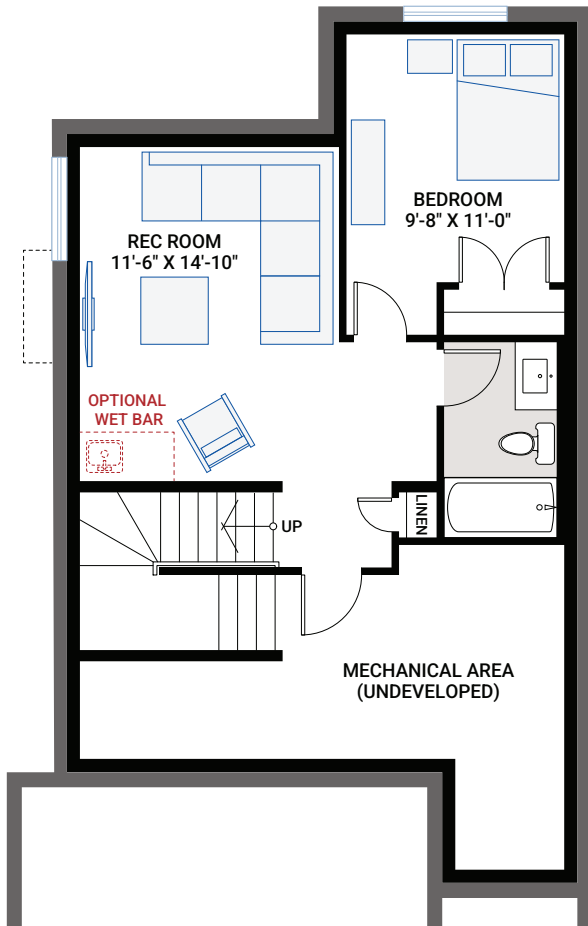 BEDROOM
9'-8" X 11'-0"
REC ROOM
11'-6" X 14'-10"
OPTIONAL
WET BAR
UP
LINEN
MECHANICAL AREA
(UNDEVELOPED)